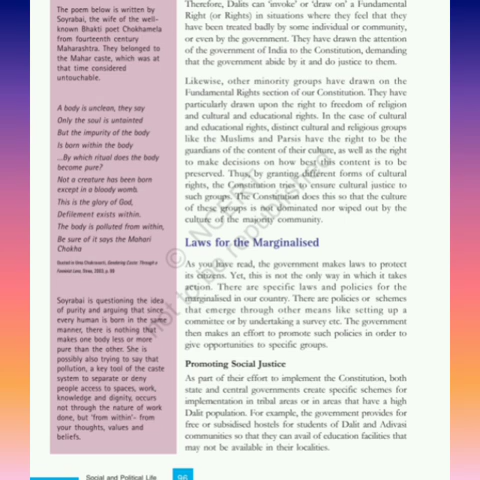 The poem below is written by
Soyrabai, the wife of the well-
known Bhakti poet Chokhamela
from fourteenth century
Maharashtra. They belonged to
the Mahar caste, which was at
that time considered
untouchable.
A body is unclean, they say
Only the soul is untainted
But the impurity of the body
Is born within the body
...By which ritual does the body
become pure?
Not a creature has been born
except in a bloody womb.
This is the glory of God,
Defilement exists within.
The body is polluted from within,
Be sure of it says the Mahari
Chokha
Soyrabai is questioning the idea
of purity and arguing that since
every human is born in the same
manner, there is nothing that
makes one body less or more
pure than the other. She is
possibly also trying to say that
pollution, a key tool of the caste
system to separate or deny
people access to spaces, work,
knowledge and dignity, occurs
not through the nature of work
done, but 'from within'– from
your thoughts, values and
beliefs.
Therefore, Dalits can 'invoke' or 'draw on' a Fundamental
Right (or Rights) in situations where they feel that they
have been treated badly by some individual or community,
or even by the government. They have drawn the attention
of the government of India to the Constitution, demanding
that the government abide by it and do justice to them.
Likewise, other minority groups have drawn on the
Fundamental Rights section of our Constitution. They have
particularly drawn upon the right to freedom of religion
and cultural and educational rights. In the case of cultural
and educational rights, distinct cultural and religious groups
like the Muslims and Parsis have the right to be the
guardians of the content of their culture, as well as the right
to make decisions on how best this content is to be
preserved. Thus, by granting different forms of cultural
rights, the Constitution tries to ensure cultural justice to
such groups. The Constitution does this so that the culture
of these groups is not dominated nor wiped out by the
culture of the majority community.
Laws for the Marginalised
As you have read, the government makes laws to protect
its citizens. Yet, this is not the only way in which it takes
action. There are specific laws and policies for the
marginalised in our country. There are policies or schemes
that emerge through other means like setting up a
committee or by undertaking a survey etc. The government
then makes an effort to promote such policies in order to
give opportunities to specific groups.
Promoting Social Justice
As part of their effort to implement the Constitution, both
state and central governments create specific schemes for
implementation in tribal areas or in areas that have a high
Dalit population. For example, the government provides for
free or subsidised hostels for students of Dalit and Adivasi
communities so that they can avail of education facilities that
may not be available in their localities.
Social and Political Life
96
© NCERT
not to be republished